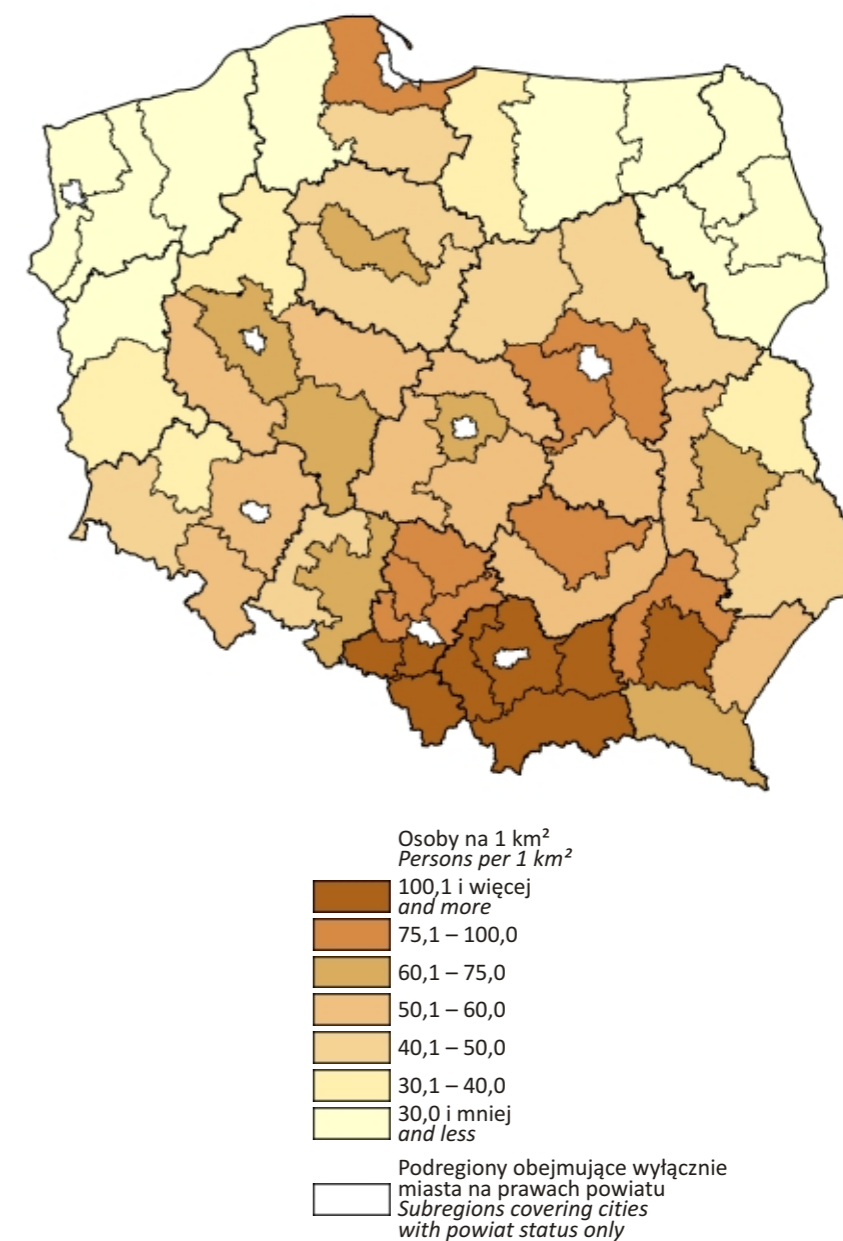 Osoby na 1 km²
Persons per 1 km²
100,1 i więcej
and more
75,1 – 100,0
60,1 – 75,0
50,1 – 60,0
40,1 – 50,0
30,1 – 40,0
30,0 i mniej
and less
Podregiony obejmujące wyłącznie
miasta na prawach powiatu
Subregions covering cities
with powiat status only